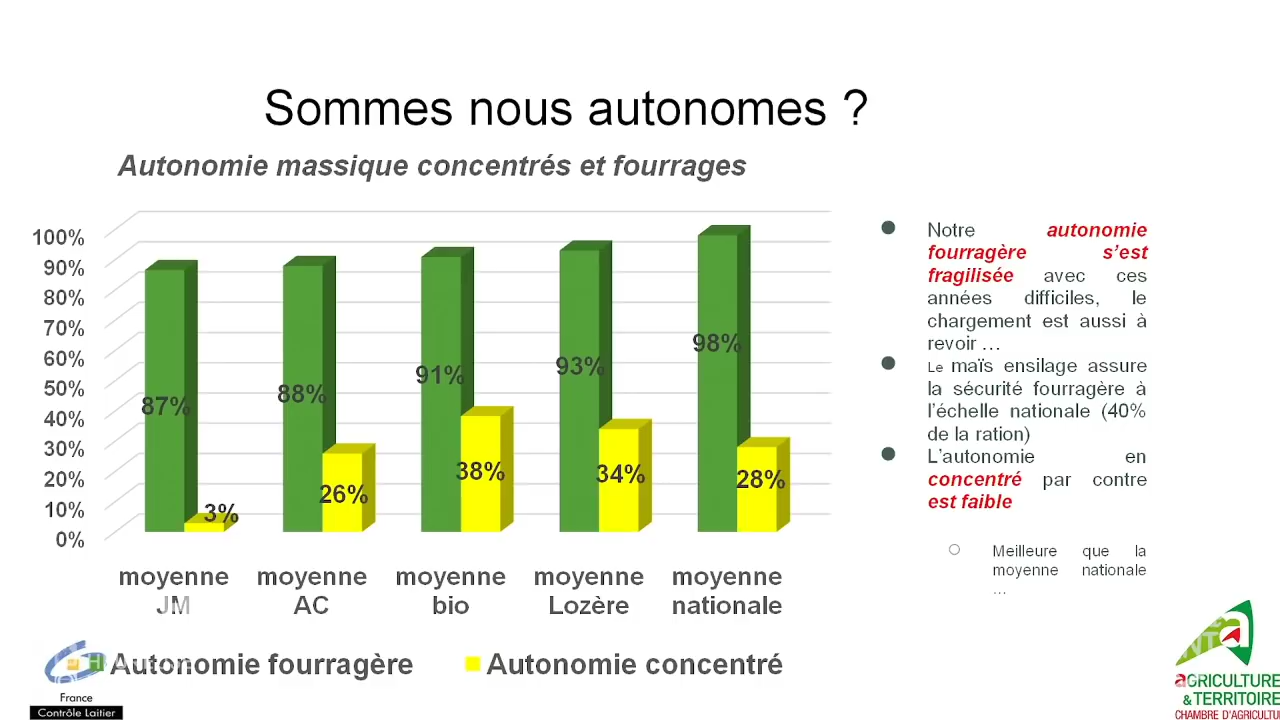 Sommes nous autonomes ?
Autonomie massique concentrés et fourrages
100%
90%
80%
70%
60%
50%
40%
30%
20%
10%
0%
87%
3%
88%
26%
91%
38%
93%
34%
98%
28%
moyenne
JM
moyenne
AC
moyenne
bio
moyenne
Lozère
moyenne
nationale
Autonomie fourragère
Autonomie concentré
Notre autonomie
fourragère s’est
fragilisée avec ces
années difficiles, le
chargement est aussi à
revoir …
Le maïs ensilage assure
la sécurité fourragère à
l’échelle nationale (40%
de la ration)
L’autonomie en
concentré par contre
est faible
Meilleure que la
moyenne nationale
…
France
Contrôle Laitier
AGRICULTURE
& TERRITOIRE
CHAMBRE D'AGRICULTU